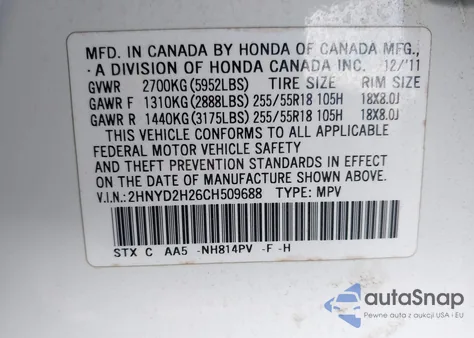 MFD. IN CANADA BY HONDA OF CANADA MFG.,
A DIVISION OF HONDA CANADA INC. 12/'11
GVWR 2700KG(5952LBS) TIRE SIZE RIM SIZE
GAWR F 1310KG(2888LBS) 255/55R18 105H 18X8.0J
GAWR R 1440KG(3175LBS) 255/55R18 105H 18X8.0J
THIS VEHICLE CONFORMS TO ALL APPLICABLE
FEDERAL MOTOR VEHICLE SAFETY
AND THEFT PREVENTION STANDARDS IN EFFECT
ON THE DATE OF MANUFACTURE SHOWN ABOVE.
V.I.N.:2HNYD2H26CH509688 TYPE: MPV
STX C AA5 -NH814PV -F -H
autoSnap
Pewne auta z aukcji USA i EU